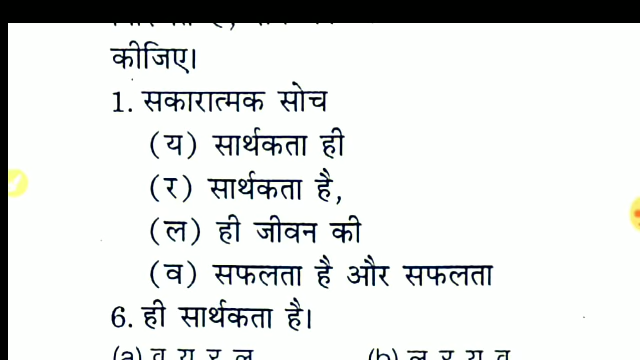 कीजिए।
1. सकारात्मक सोच
(य) सार्थकता ही
(र) सार्थकता है,
(ल) ही जीवन की
(व) सफलता है और सफलता
6. ही सार्थकता है।
(a) व य र ल (b) ल र य व